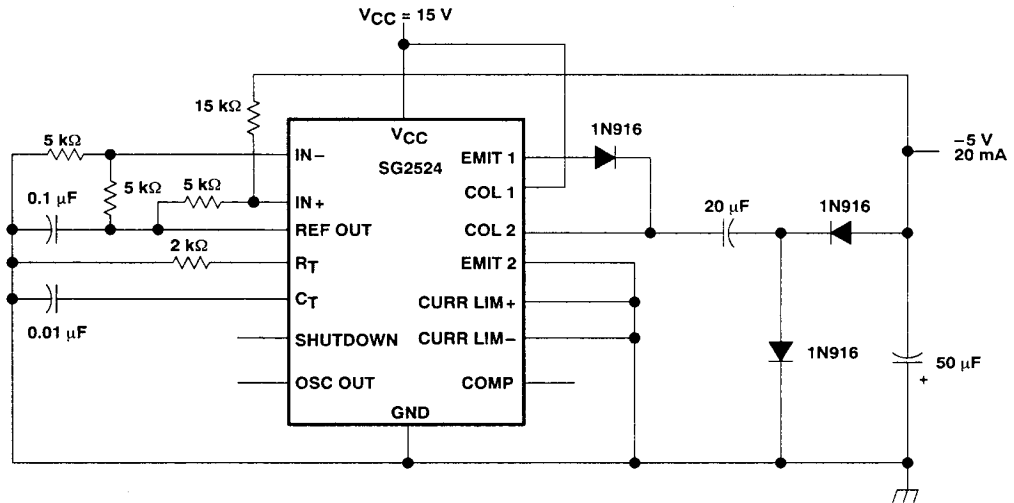 VCC = 15 V
15 kΩ
VCC
SG2524
1N916
5 kΩ
IN−
EMIT 1
−5 V
20 mA
5 kΩ
5 kΩ
COL 1
0.1 µF
IN+
20 µF
1N916
REF OUT
COL 2
2 kΩ
RT
EMIT 2
CT
CURR LIM+
0.01 µF
SHUTDOWN
CURR LIM−
1N916
50 µF
+
OSC OUT
COMP
GND